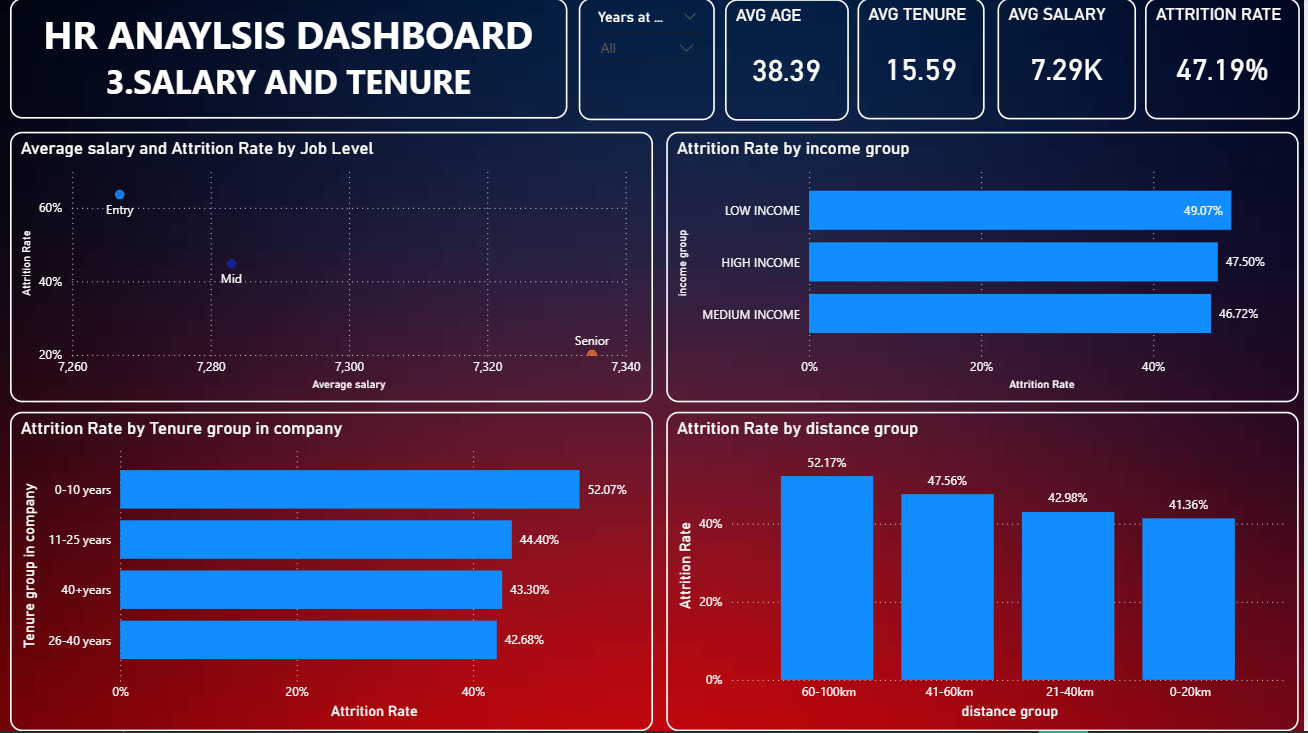 HR ANAYLSIS DASHBOARD
3.SALARY AND TENURE
Years at ...
All
AVG AGE
38.39
AVG TENURE
15.59
AVG SALARY
7.29K
ATTRITION RATE
47.19%
Average salary and Attrition Rate by Job Level
Attrition Rate
60%
40%
20%
Entry
Mid
Senior
7,260
7,280
7,300
7,320
7,340
Average salary
Attrition Rate by income group
income group
LOW INCOME
49.07%
HIGH INCOME
47.50%
MEDIUM INCOME
46.72%
0%
20%
40%
Attrition Rate
Attrition Rate by Tenure group in company
Tenure group in company
0-10 years
52.07%
11-25 years
44.40%
40+years
43.30%
26-40 years
42.68%
0%
20%
40%
Attrition Rate
Attrition Rate by distance group
Attrition Rate
40%
20%
0%
52.17%
47.56%
42.98%
41.36%
60-100km
41-60km
21-40km
0-20km
distance group